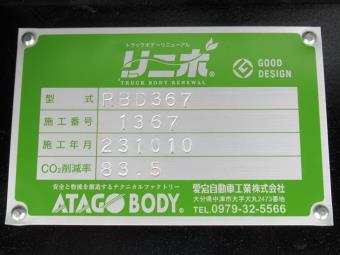 トラックボデーリニューアル
リニボ®
TRUCK BODY RENEWAL
G GOOD DESIGN
型式 RBD367
施工番号 1367
施工年月 231010
CO₂削減率 83.5
安全と物流を創造するテクニカルファクトリー
ATAGO BODY®
愛宕自動車工業株式会社
大分県中津市大字犬丸2473番地
TEL.0979-32-5566